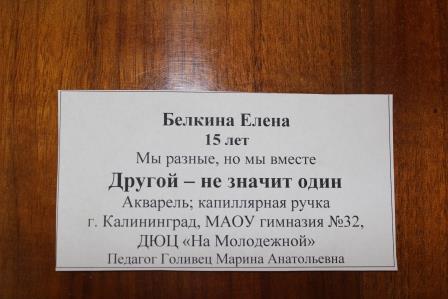 Белкина Елена
15 лет
Мы разные, но мы вместе
Другой – не значит один
Акварель; капиллярная ручка
г. Калининград, МАОУ гимназия №32,
ДЮЦ «На Молодежной»
Педагог Голивец Марина Анатольевна